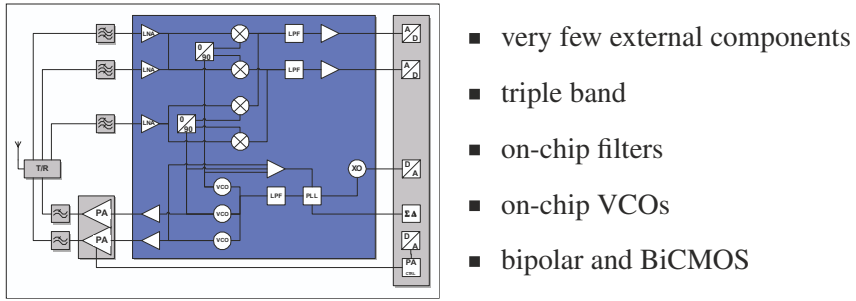 LNA
0
90
LPF
A
D
LNA
LPF
A
D
LNA
0
90
T/R
XO
D
A
VCO
LPF
PLL
PA
VCO
Σ Δ
PA
VCO
D
A
PA
CTRL
■ very few external components
■ triple band
■ on-chip filters
■ on-chip VCOs
■ bipolar and BiCMOS